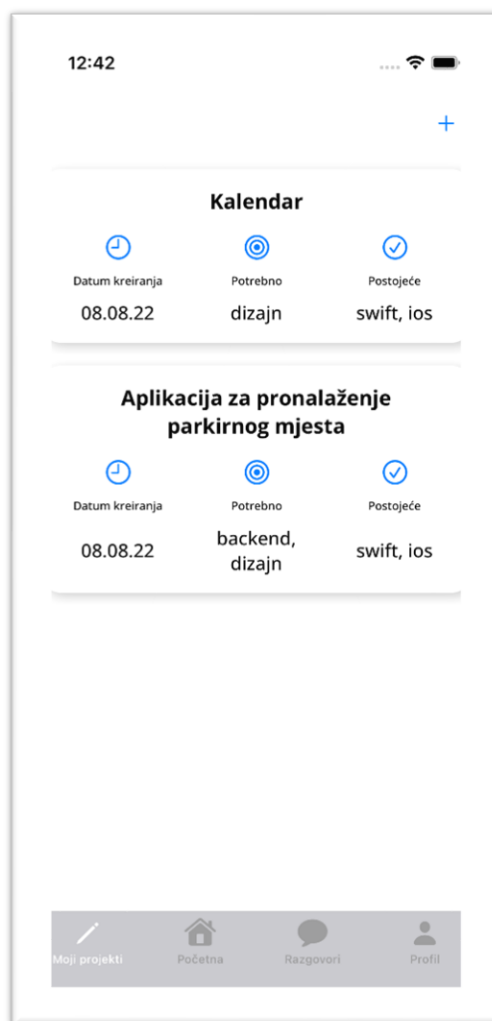 12:42
+
Kalendar
Datum kreiranja Potrebno Postojeće
08.08.22 dizajn swift, ios
Aplikacija za pronalaženje
parkirnog mjesta
Datum kreiranja Potrebno Postojeće
08.08.22 backend, dizajn swift, ios
Moji projekti Početna Razgovori Profil